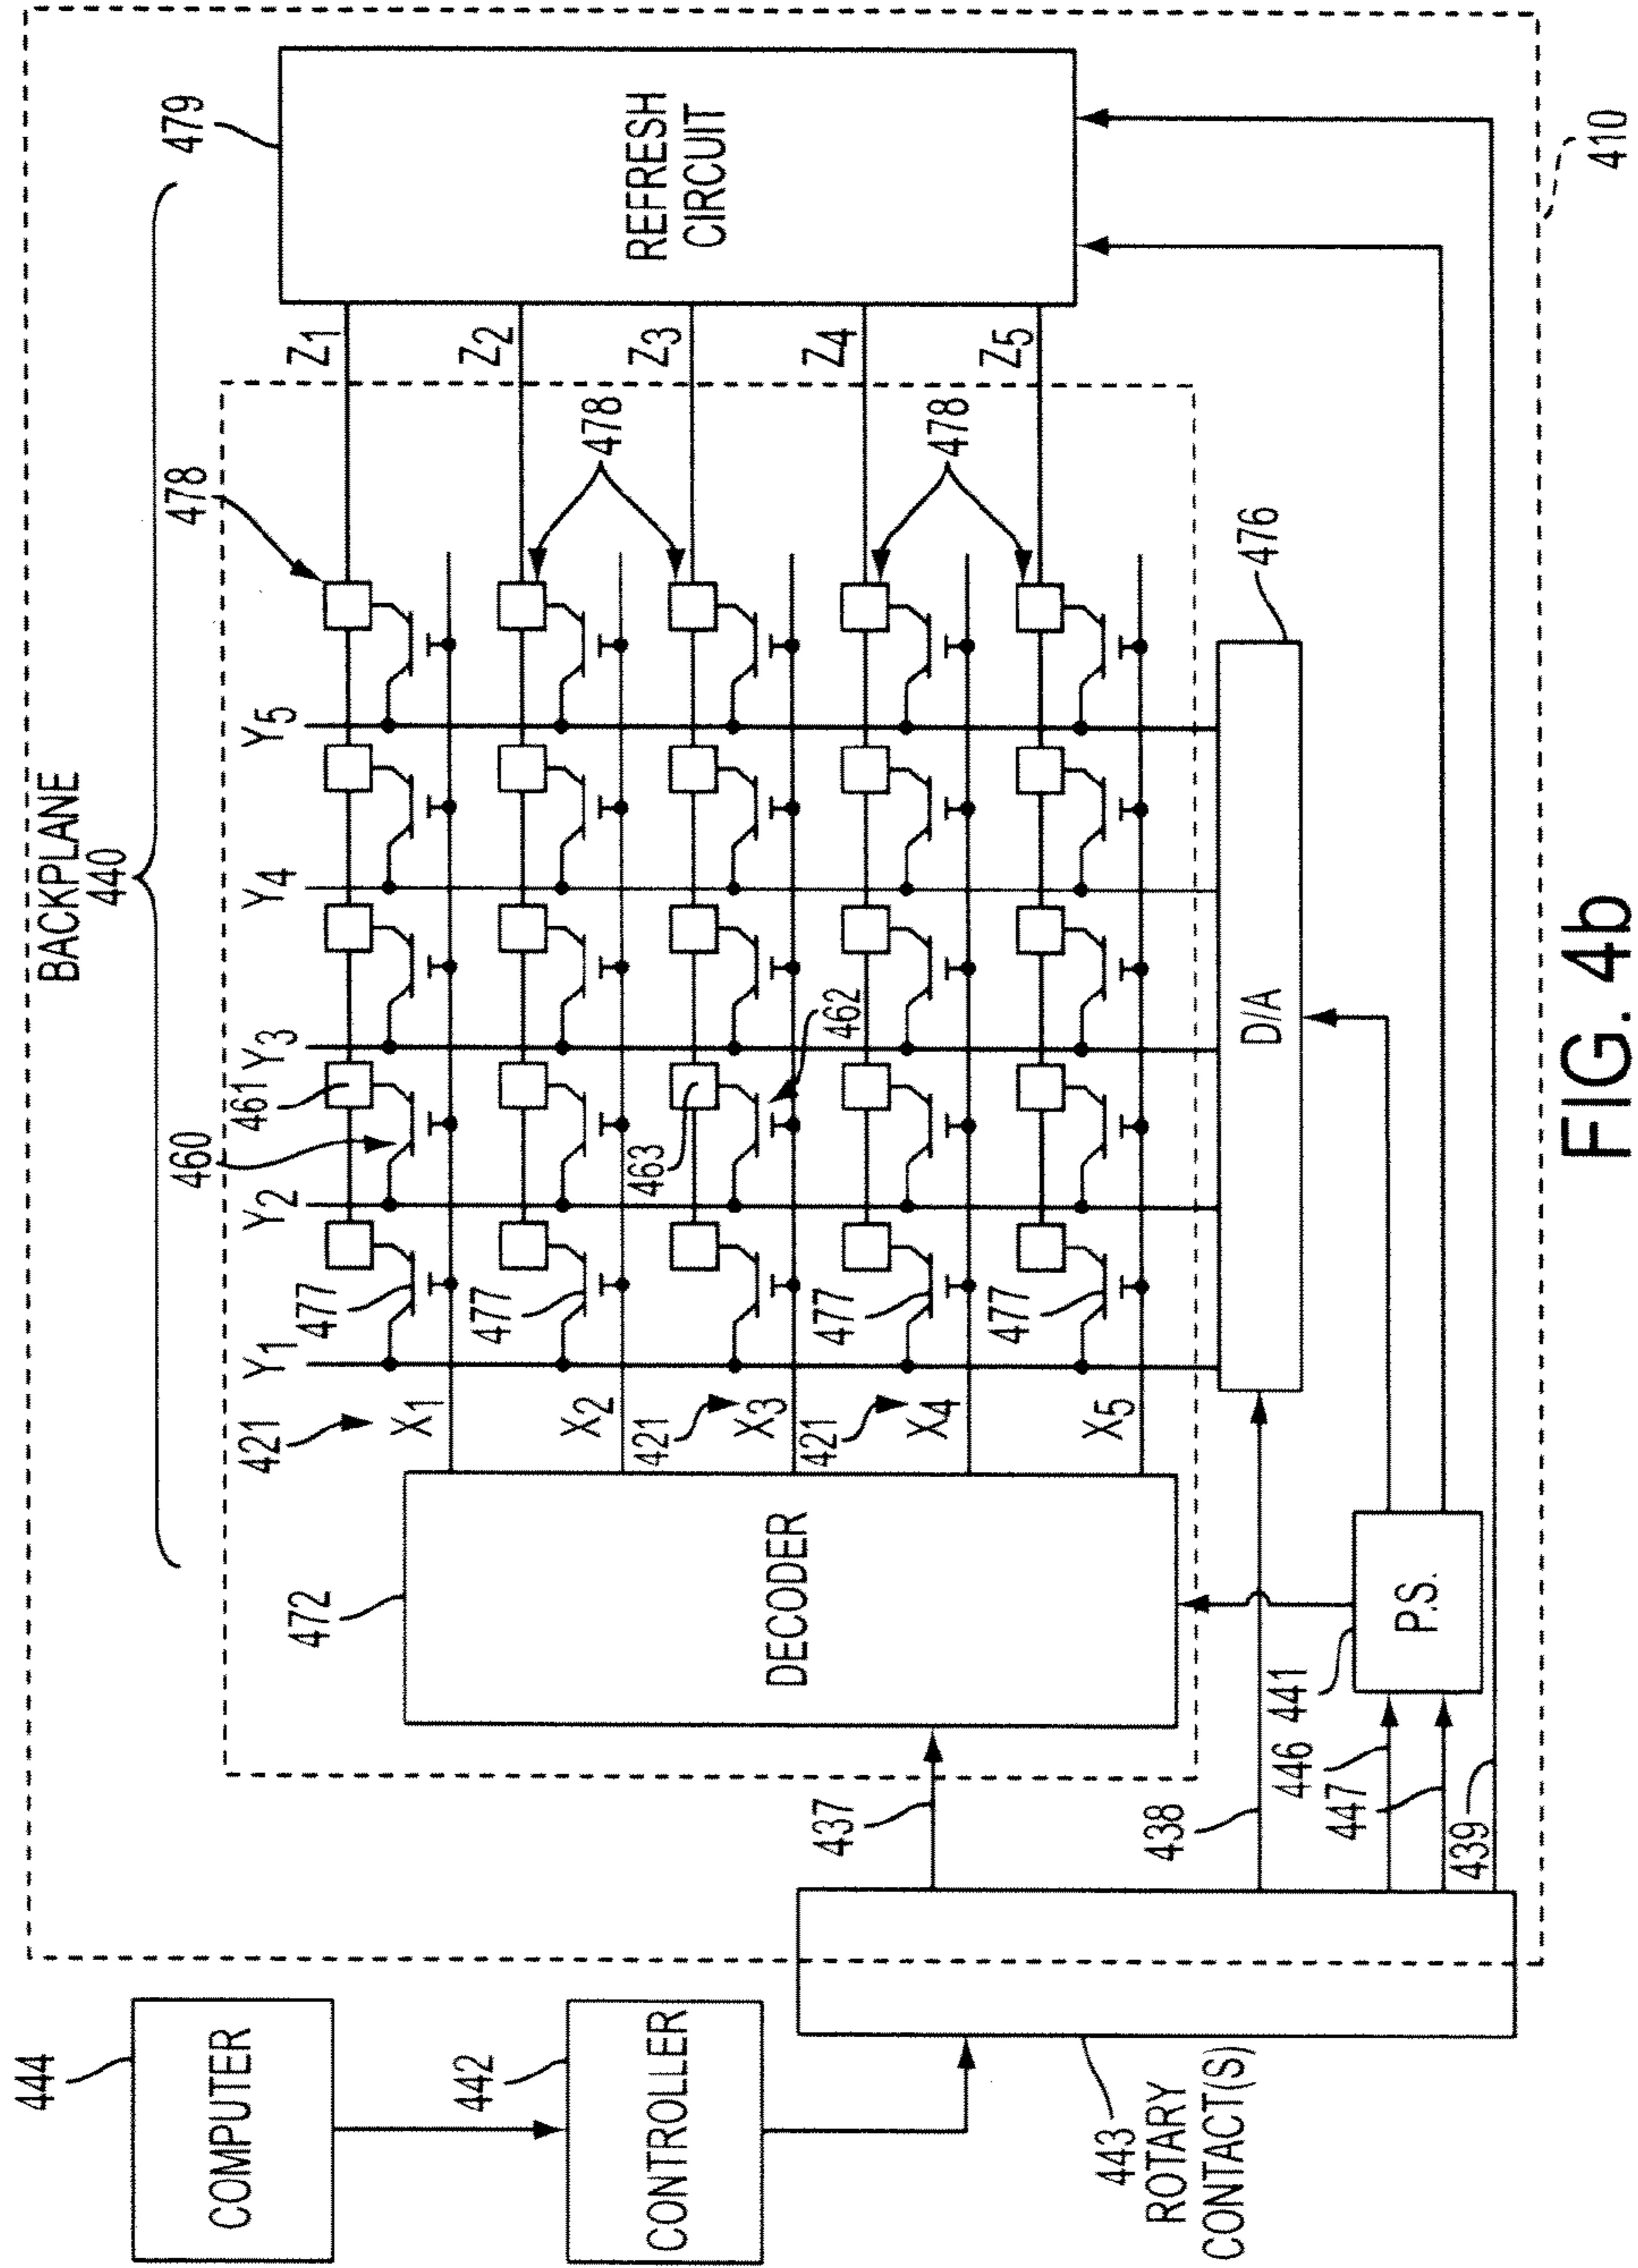 BACKPLANE
440
479
REFRESH
CIRCUIT
Z1
Z2
Z3
Z4
Z5
478
478
478
Y1
Y2
Y3
Y4
Y5
461
460
463
462
477
477
477
477
421
421
421
X1
X2
X3
X4
X5
472
DECODER
476
D/A
441
P.S.
437
438
446
447
439
444
COMPUTER
442
CONTROLLER
443
ROTARY
CONTACT(S)
410
FIG. 4b